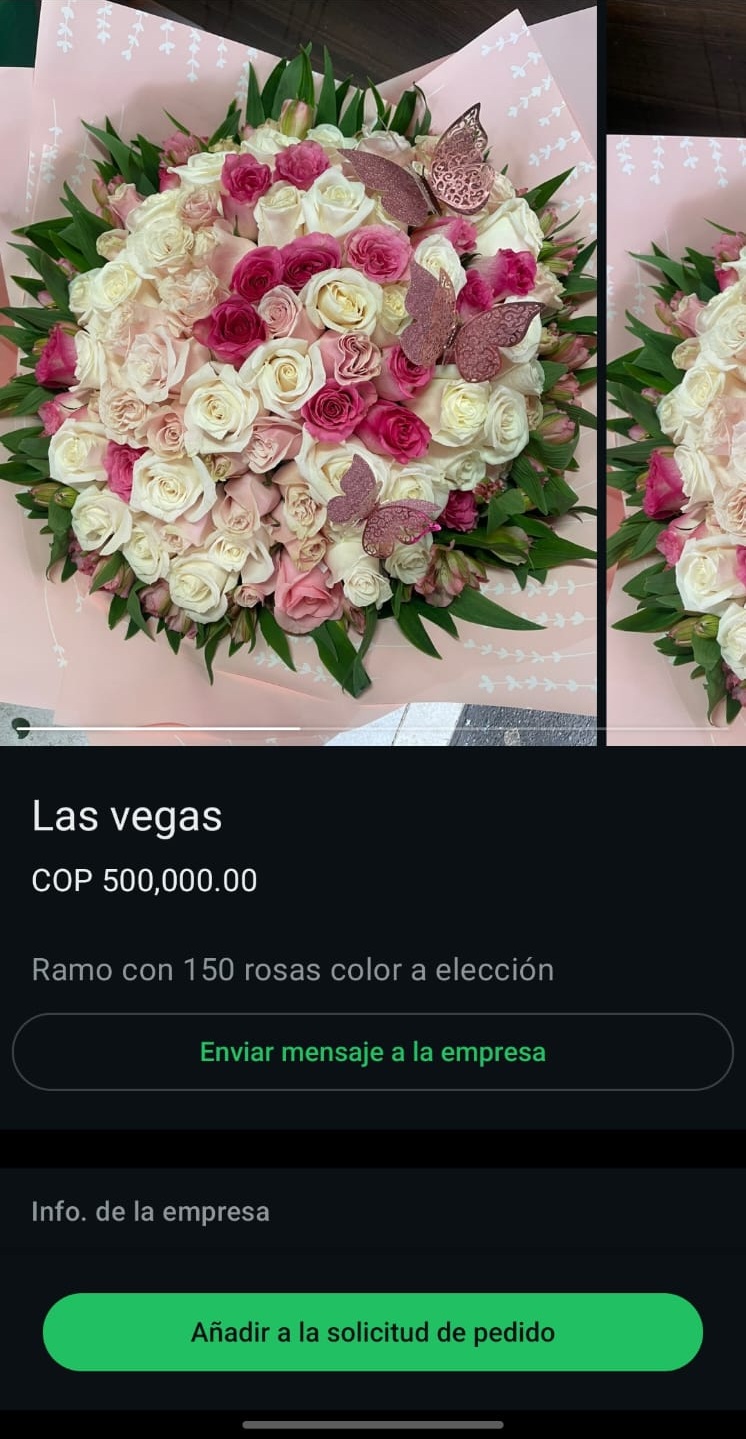 Las vegas
COP 500,000.00
Ramo con 150 rosas color a elección
Enviar mensaje a la empresa
Info. de la empresa
Añadir a la solicitud de pedido